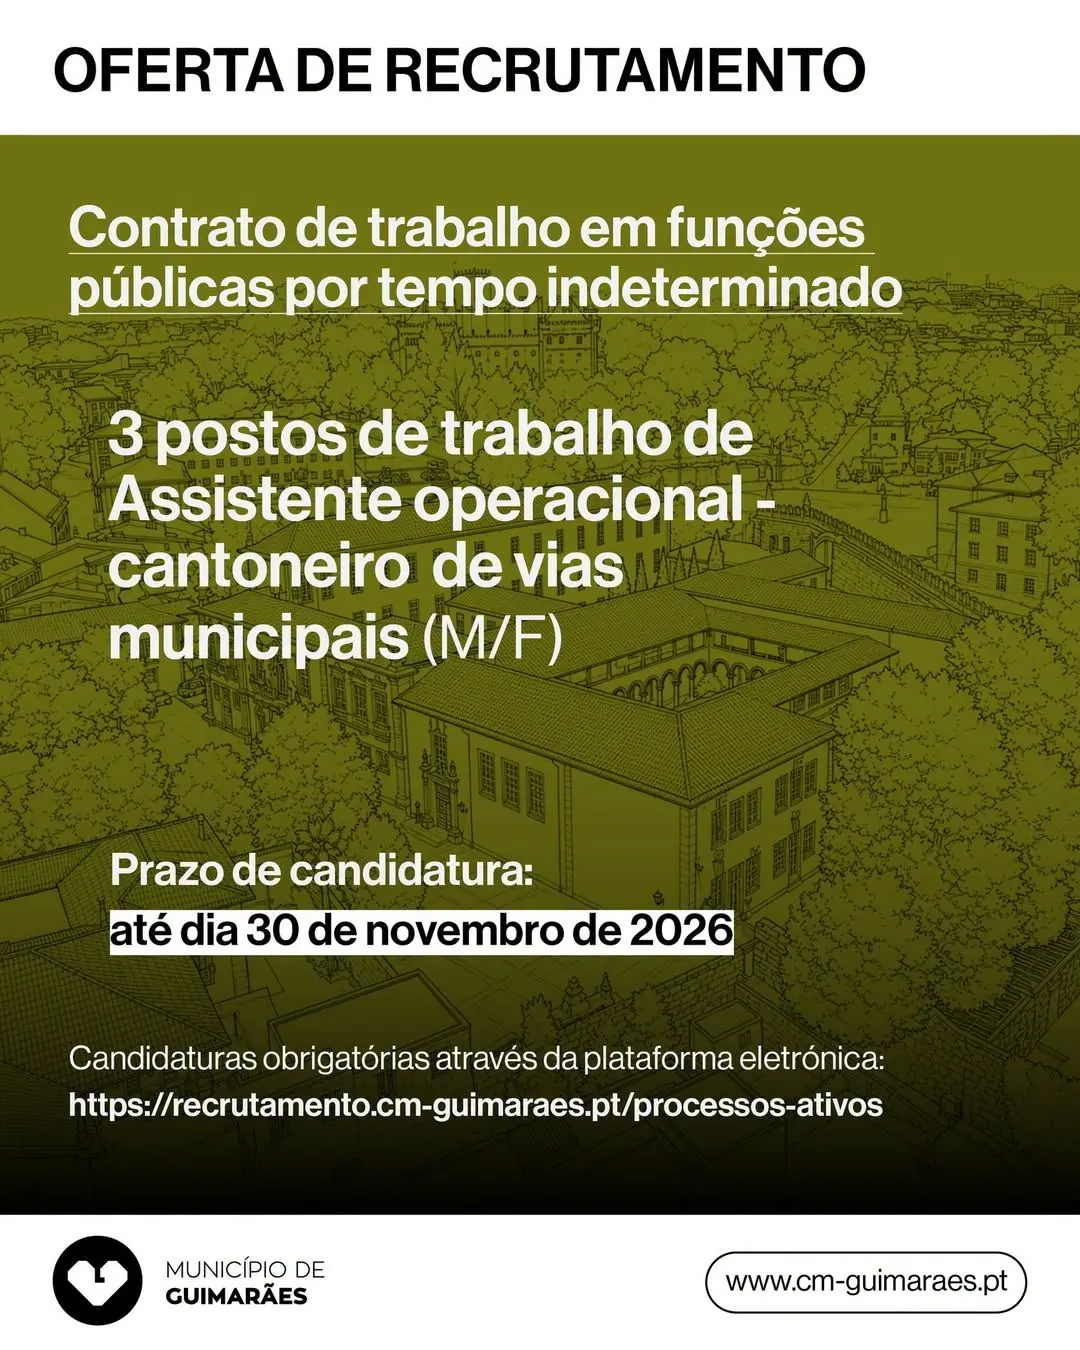 OFERTA DE RECRUTAMENTO
Contrato de trabalho em funções
públicas por tempo indeterminado
3 postos de trabalho de
Assistente operacional -
cantoneiro de vias
municipais (M/F)
Prazo de candidatura:
até dia 30 de novembro de 2026
Candidaturas obrigatórias através da plataforma eletrónica:
https://recrutamento.cm-guimaraes.pt/processos-ativos
MUNICÍPIO DE
GUIMARÃES
www.cm-guimaraes.pt